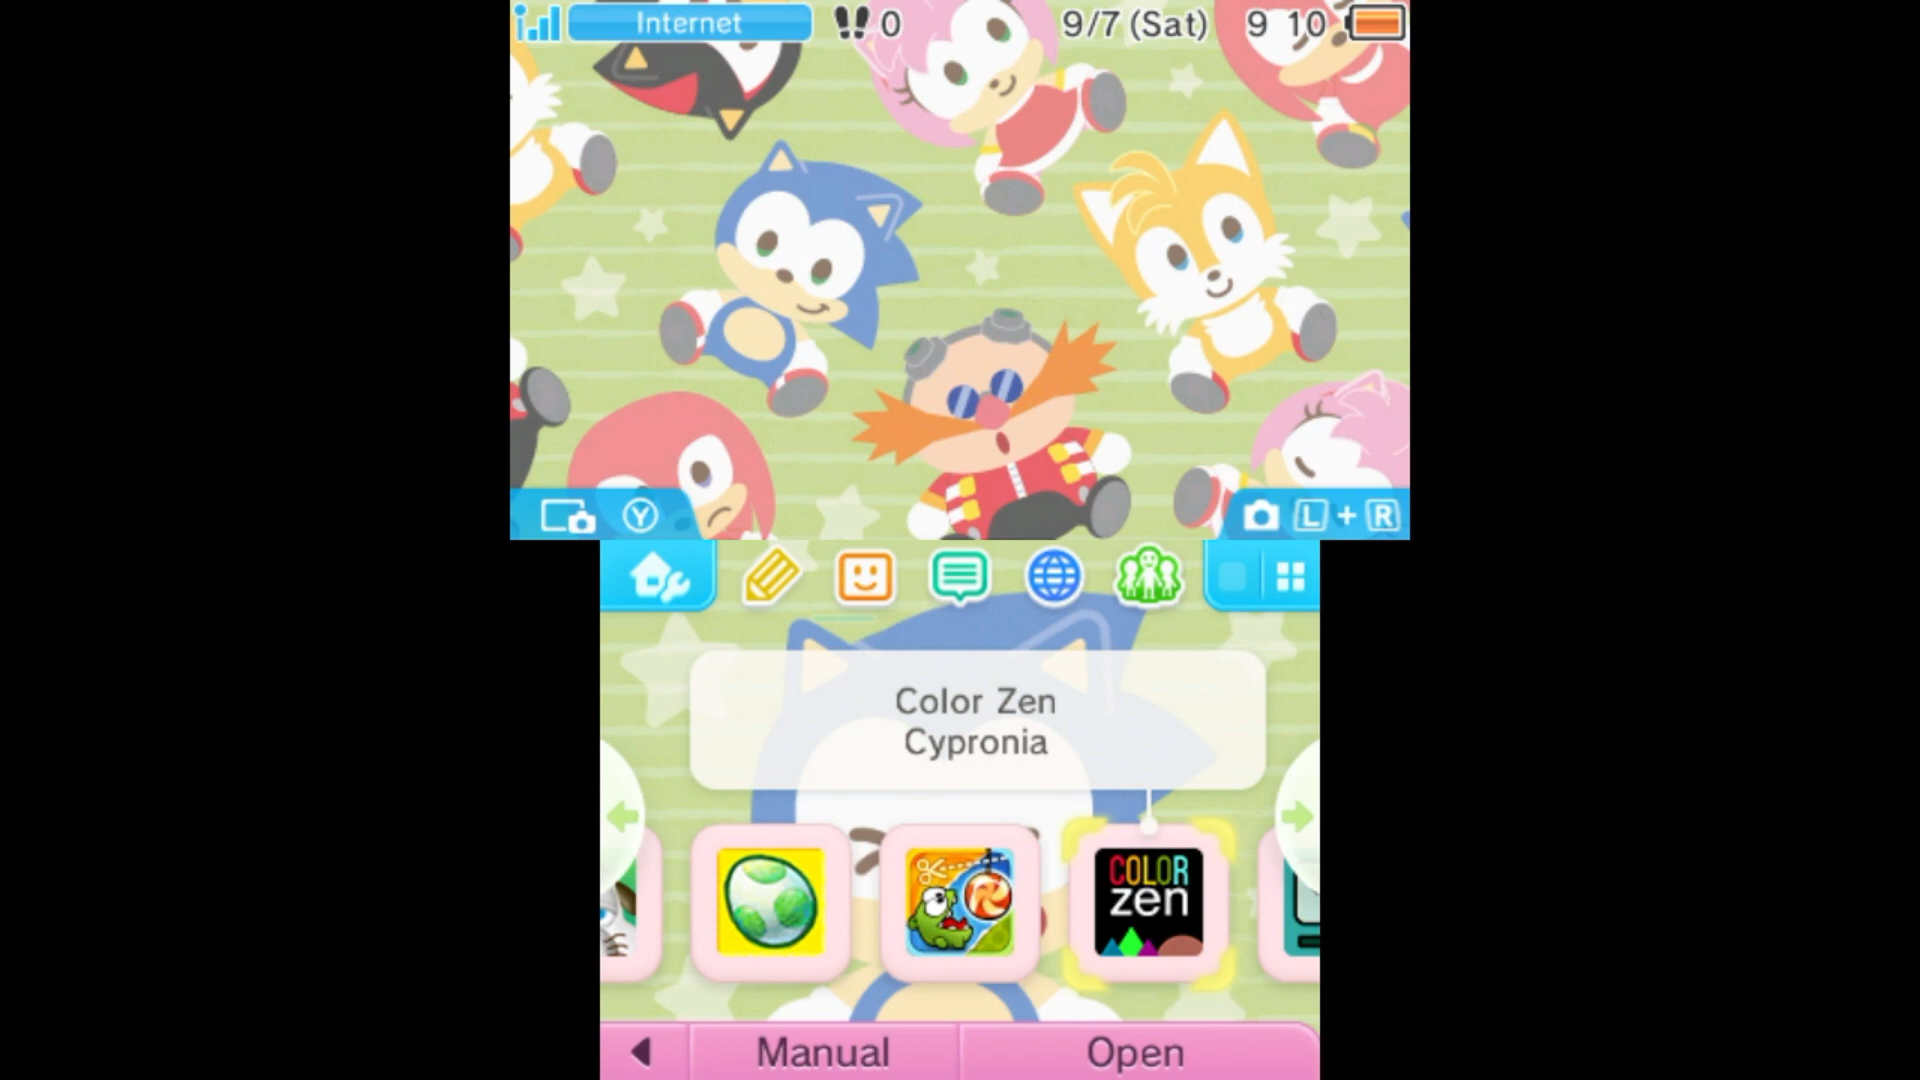 Internet 0 9/7 (Sat) 9 10
Y
L + R
Color Zen
Cypronia
COLOR
zen
Manual
Open